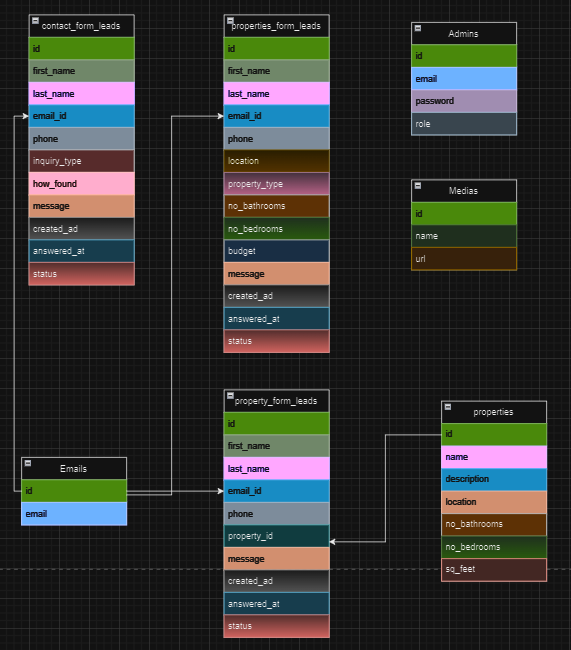 contact_form_leads
id
first_name
last_name
email_id
phone
inquiry_type
how_found
message
created_ad
answered_at
status
properties_form_leads
id
first_name
last_name
email_id
phone
location
property_type
no_bathrooms
no_bedrooms
budget
message
created_ad
answered_at
status
Admins
id
email
password
role
Medias
id
name
url
Emails
id
email
property_form_leads
id
first_name
last_name
email_id
phone
property_id
message
created_ad
answered_at
status
properties
id
name
description
location
no_bathrooms
no_bedrooms
sq_feet